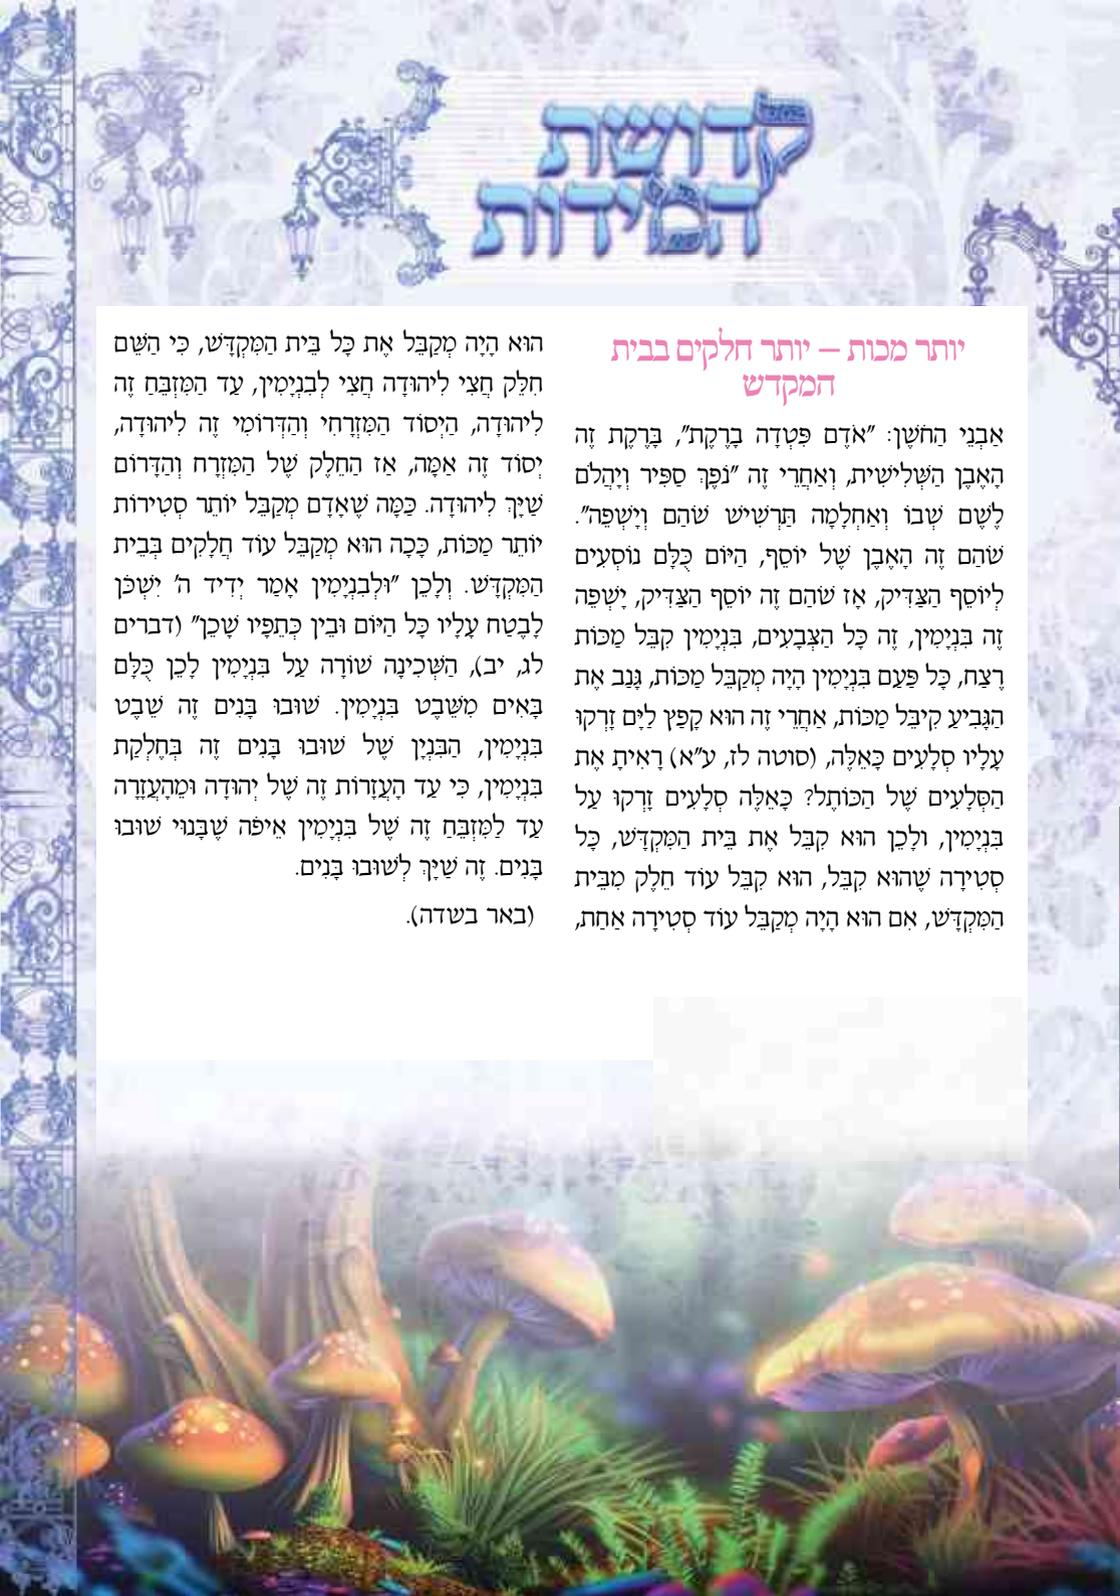 קדושת
המידות
יותר מכות – יותר חלקים בבית
המקדש
אַבְנֵי הַחֹשֶׁן: "אֹדֶם פִּטְדָה בָרֶקֶת", בָּרֶקֶת זֶה
הָאֶבֶן הַשְּׁלִישִׁית, וְאַחֲרֵי זֶה "נֹפֶךְ סַפִּיר וְיָהֲלֹם
לֶשֶׁם שְׁבוֹ וְאַחְלָמָה תַּרְשִׁישׁ שֹׁהַם וְיָשְׁפֵה".
שֹׁהַם זֶה הָאֶבֶן שֶׁל יוֹסֵף, הַיּוֹם כֻּלָּם נוֹסְעִים
לְיוֹסֵף הַצַּדִּיק, אָז שֹׁהַם זֶה יוֹסֵף הַצַּדִּיק, יָשְׁפֵה
זֶה בִּנְיָמִין, זֶה כָּל הַצְּבָעִים, בִּנְיָמִין קִבֵּל מַכּוֹת
רֶצַח, כָּל פַּעַם בִּנְיָמִין הָיָה מְקַבֵּל מַכּוֹת, גָּנַב אֶת
הַגָּבִיעַ קִיבֵּל מַכּוֹת, אַחֲרֵי זֶה הוּא קָפַץ לַיָּם זָרְקוּ
עָלָיו סְלָעִים כָּאֵלֶּה, (סוטה לז, ע"א) רָאִיתָ אֶת
הַסְּלָעִים שֶׁל הַכּוֹתֶל? כָּאֵלֶּה סְלָעִים זָרְקוּ עַל
בִּנְיָמִין, וְלָכֵן הוּא קִבֵּל אֶת בֵּית הַמִּקְדָּשׁ, כָּל
סְטִירָה שֶׁהוּא קִבֵּל, הוּא קִבֵּל עוֹד חֵלֶק מִבֵּית
הַמִּקְדָּשׁ, אִם הוּא הָיָה מְקַבֵּל עוֹד סְטִירָה אַחַת,
הוּא הָיָה מְקַבֵּל אֶת כָּל בֵּית הַמִּקְדָּשׁ, כִּי הַשֵּׁם
חִלֵּק חֲצִי לִיהוּדָה חֲצִי לְבִנְיָמִין, עַד הַמִּזְבֵּחַ זֶה
לִיהוּדָה, הַיְסוֹד הַמִּזְרָחִי וְהַדְּרוֹמִי זֶה לִיהוּדָה,
יְסוֹד זֶה אַמָּה, אַז הַחֵלֶק שֶׁל הַמִּזְרָח וְהַדָּרוֹם
שַׁיָּךְ לִיהוּדָה. כַּמָּה שֶׁאָדָם מְקַבֵּל יוֹתֵר סְטִירוֹת
יוֹתֵר מַכּוֹת, כָּכָה הוּא מְקַבֵּל עוֹד חֲלָקִים בְּבֵית
הַמִּקְדָּשׁ. וְלָכֵן "וּלְבִנְיָמִין אָמַר יְדִיד ה' יִשְׁכֹּן
לָבֶטַח עָלָיו כָּל הַיּוֹם וּבֵין כְּתֵפָיו שָׁכֵן" (דברים
לג, יב), הַשְּׁכִינָה שׁוֹרָה עַל בִּנְיָמִין לָכֵן כֻּלָּם
בָּאִים מִשֵּׁבֶט בִּנְיָמִין. שׁוּבוּ בָּנִים זֶה שֵׁבֶט
בִּנְיָמִין, הַבִּנְיָן שֶׁל שׁוּבוּ בָּנִים זֶה בְּחֶלְקַת
בִּנְיָמִין, כִּי עַד הָעֲזָרוֹת זֶה שֶׁל יְהוּדָה וּמֵהָעֲזָרָה
עַד לַמִּזְבֵּחַ זֶה שֶׁל בִּנְיָמִין אֵיפֹה שֶׁבָּנוּי שׁוּבוּ
בָּנִים. זֶה שַׁיָּךְ לְשׁוּבוּ בָּנִים.
(באר בשדה).